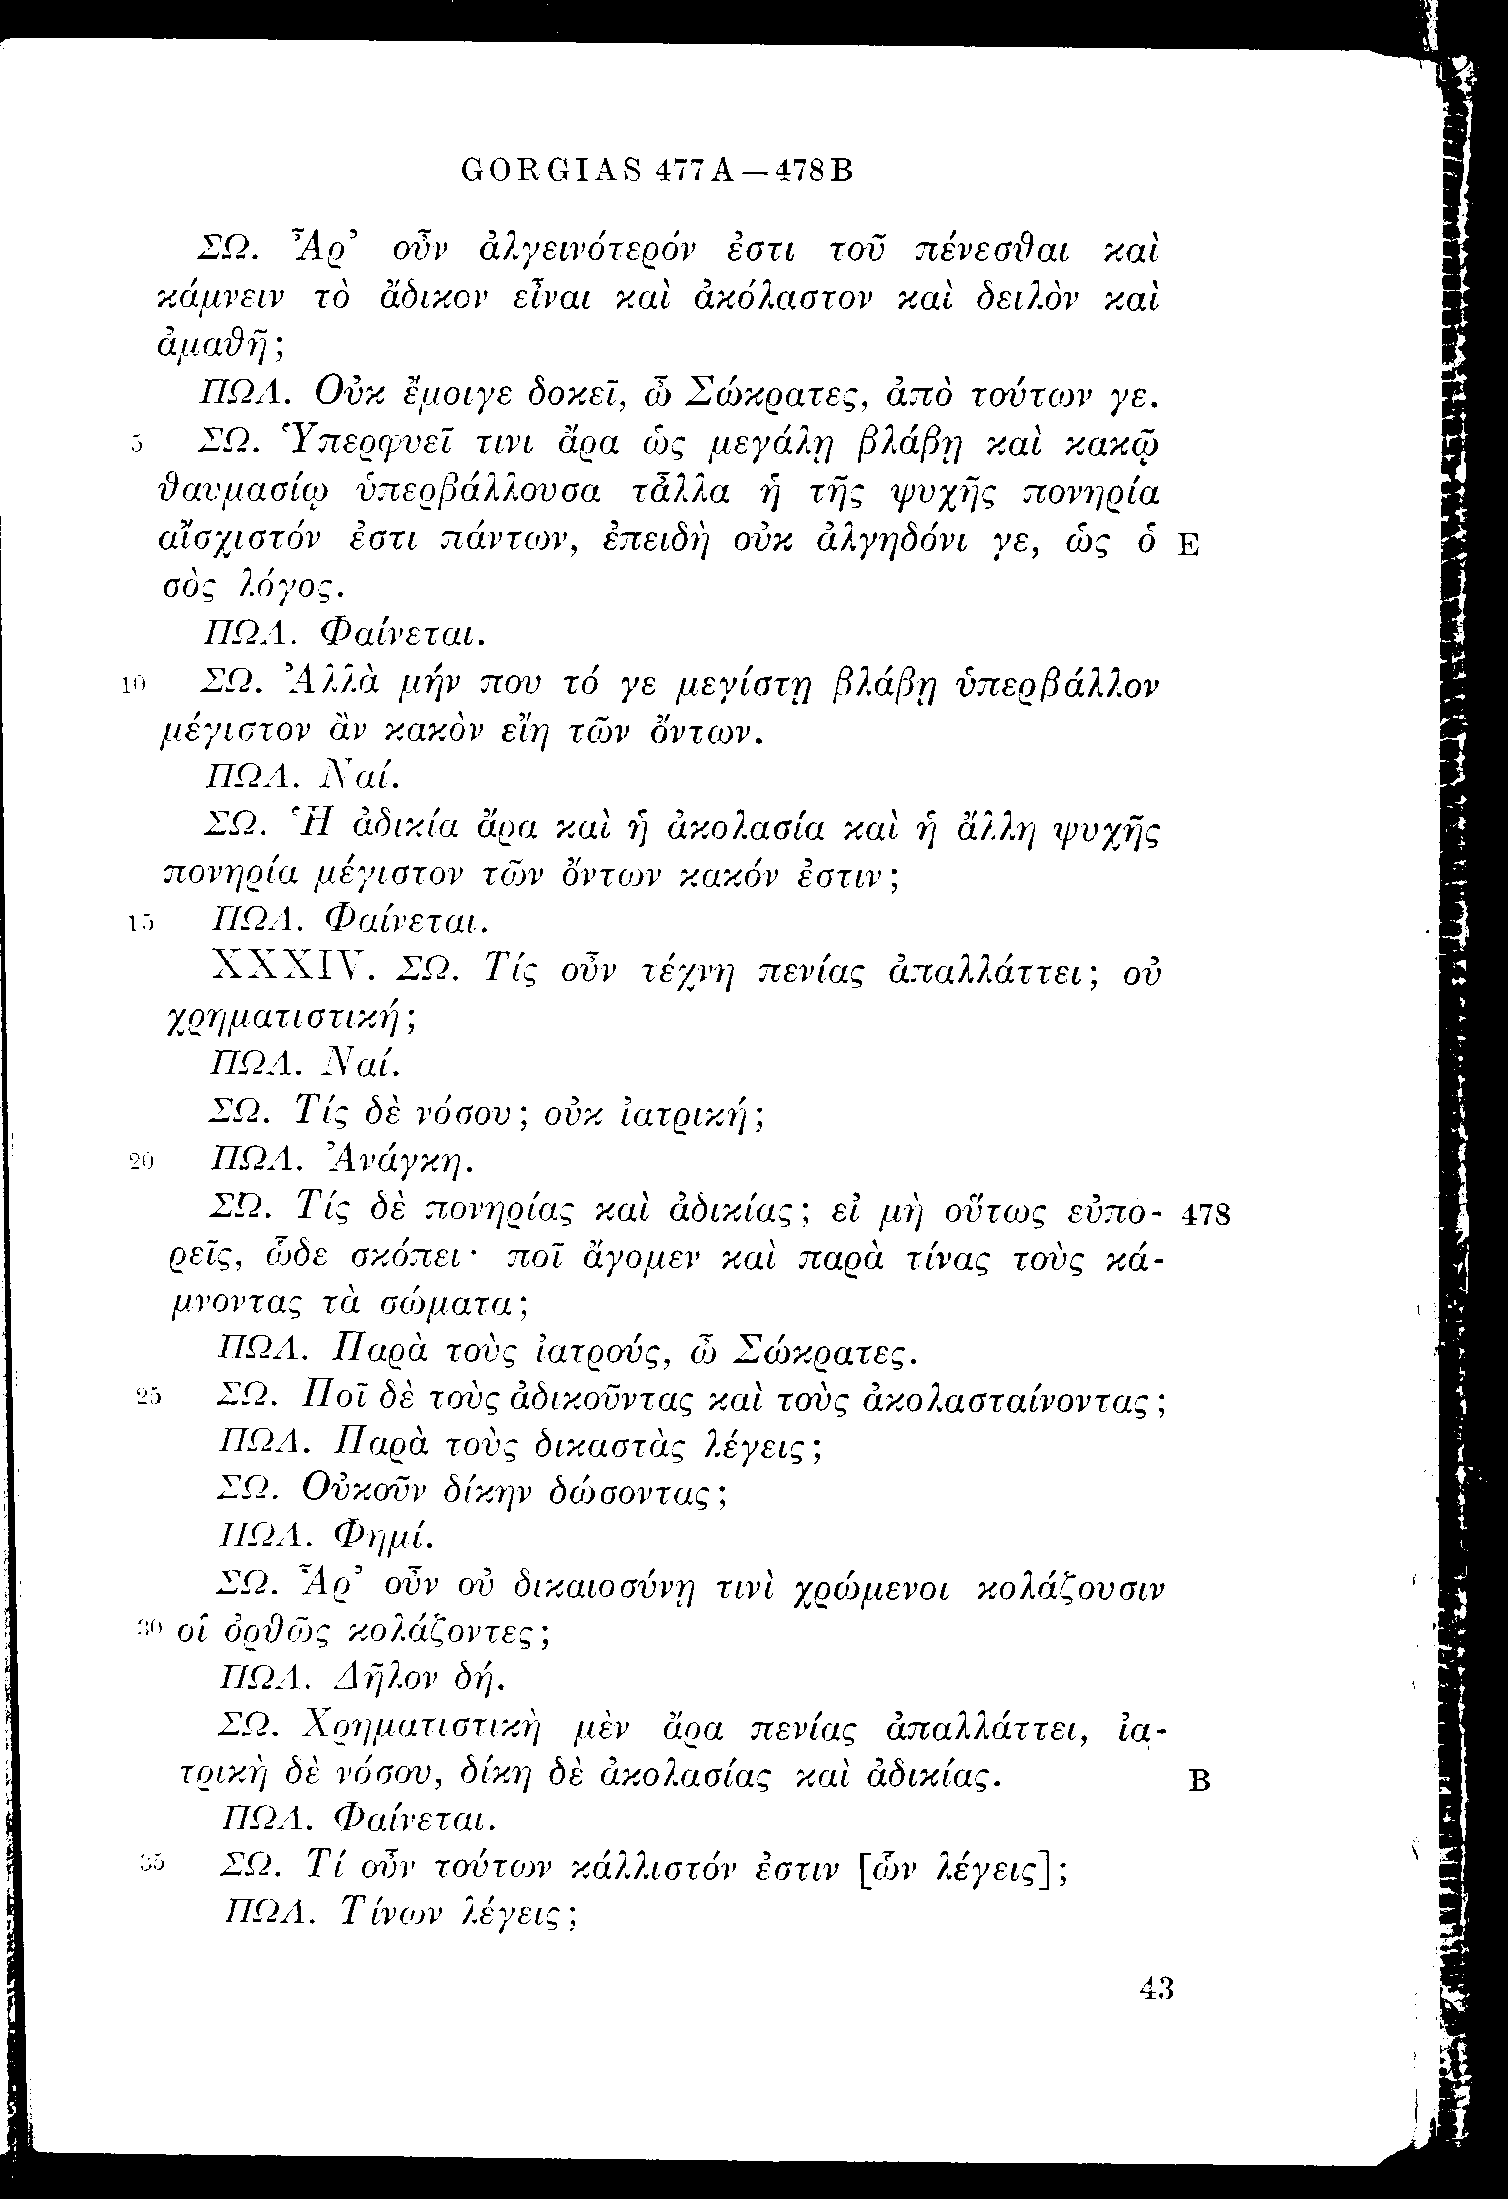 GORGIAS 477 A — 478 B
ΣΩ. Ἆρ’ οὖν ἀλγεινότερόν ἐστι τοῦ πένεσθαι καὶ
κάμνειν τὸ ἄδικον εἶναι καὶ ἀκόλαστον καὶ δειλὸν καὶ
ἀμαθῆ;
ΠΩΛ. Οὐκ ἔμοιγε δοκεῖ, ὦ Σώκρατες, ἀπὸ τούτων γε.
5 ΣΩ. Ὑπερφυεῖ τινι ἄρα ὡς μεγάλῃ βλάβῃ καὶ κακῷ
θαυμασίῳ ὑπερβάλλουσα τἆλλα ἡ τῆς ψυχῆς πονηρία
αἴσχιστόν ἐστι πάντων, ἐπειδὴ οὐκ ἀλγηδόνι γε, ὡς ὁ E
σὸς λόγος.
ΠΩΛ. Φαίνεται.
10 ΣΩ. Ἀλλὰ μήν που τό γε μεγίστῃ βλάβῃ ὑπερβάλλον
μέγιστον ἂν κακὸν εἴη τῶν ὄντων.
ΠΩΛ. Ναί.
ΣΩ. Ἡ ἀδικία ἄρα καὶ ἡ ἀκολασία καὶ ἡ ἄλλη ψυχῆς
πονηρία μέγιστον τῶν ὄντων κακόν ἐστιν;
15 ΠΩΛ. Φαίνεται.
XXXIV. ΣΩ. Τίς οὖν τέχνη πενίας ἀπαλλάττει; οὐ
χρηματιστική;
ΠΩΛ. Ναί.
ΣΩ. Τίς δὲ νόσου; οὐκ ἰατρική;
20 ΠΩΛ. Ἀνάγκη.
ΣΩ. Τίς δὲ πονηρίας καὶ ἀδικίας; εἰ μὴ οὕτως εὐπο- 478
ρεῖς, ὧδε σκόπει· ποῖ ἄγομεν καὶ παρὰ τίνας τοὺς κά-
μνοντας τὰ σώματα;
ΠΩΛ. Παρὰ τοὺς ἰατρούς, ὦ Σώκρατες.
25 ΣΩ. Ποῖ δὲ τοὺς ἀδικοῦντας καὶ τοὺς ἀκολασταίνοντας;
ΠΩΛ. Παρὰ τοὺς δικαστὰς λέγεις;
ΣΩ. Οὐκοῦν δίκην δώσοντας;
ΠΩΛ. Φημί.
ΣΩ. Ἆρ’ οὖν οὐ δικαιοσύνῃ τινὶ χρώμενοι κολάζουσιν
30 οἱ ὀρθῶς κολάζοντες;
ΠΩΛ. Δῆλον δή.
ΣΩ. Χρηματιστικὴ μὲν ἄρα πενίας ἀπαλλάττει, ἰα-
τρικὴ δὲ νόσου, δίκη δὲ ἀκολασίας καὶ ἀδικίας. B
ΠΩΛ. Φαίνεται.
35 ΣΩ. Τί οὖν τούτων κάλλιστόν ἐστιν [ὧν λέγεις];
ΠΩΛ. Τίνων λέγεις;
43